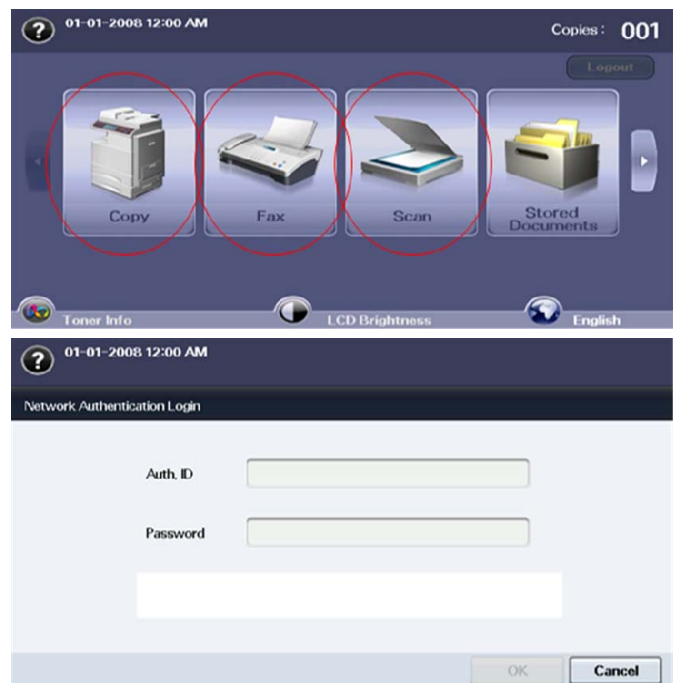 01-01-2008 12:00 AM
Copies : 001
Logout
Copy
Fax
Scan
Stored
Documents
Toner Info
LCD Brightness
English
01-01-2008 12:00 AM
Network Authentication Login
Auth. ID
Password
OK
Cancel